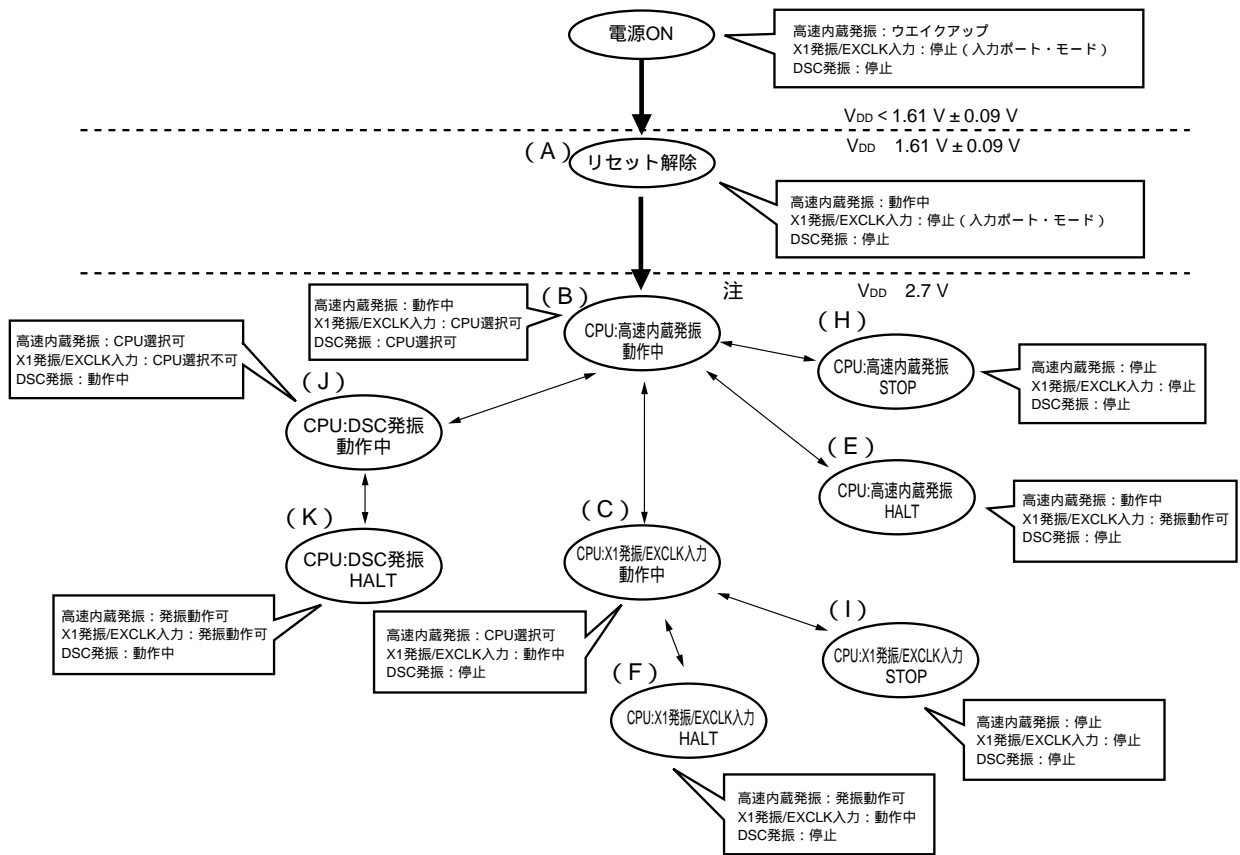 電源ON
高速内蔵発振：ウエイクアップ
X1発振/EXCLK入力：停止（入力ポート・モード）
DSC発振：停止
VDD < 1.61 V ± 0.09 V
VDD 1.61 V ± 0.09 V
（A）
リセット解除
高速内蔵発振：動作中
X1発振/EXCLK入力：停止（入力ポート・モード）
DSC発振：停止
注
VDD 2.7 V
（B）
CPU:高速内蔵発振
動作中
高速内蔵発振：動作中
X1発振/EXCLK入力：CPU選択可
DSC発振：CPU選択可
高速内蔵発振：CPU選択可
X1発振/EXCLK入力：CPU選択不可
DSC発振：動作中
（J）
CPU:DSC発振
動作中
（H）
CPU:高速内蔵発振
STOP
高速内蔵発振：停止
X1発振/EXCLK入力：停止
DSC発振：停止
（E）
CPU:高速内蔵発振
HALT
高速内蔵発振：動作中
X1発振/EXCLK入力：発振動作可
DSC発振：停止
（K）
CPU:DSC発振
HALT
高速内蔵発振：発振動作可
X1発振/EXCLK入力：発振動作可
DSC発振：動作中
（C）
CPU:X1発振/EXCLK入力
動作中
高速内蔵発振：CPU選択可
X1発振/EXCLK入力：動作中
DSC発振：停止
（I）
CPU:X1発振/EXCLK入力
STOP
高速内蔵発振：停止
X1発振/EXCLK入力：停止
DSC発振：停止
（F）
CPU:X1発振/EXCLK入力
HALT
高速内蔵発振：発振動作可
X1発振/EXCLK入力：動作中
DSC発振：停止